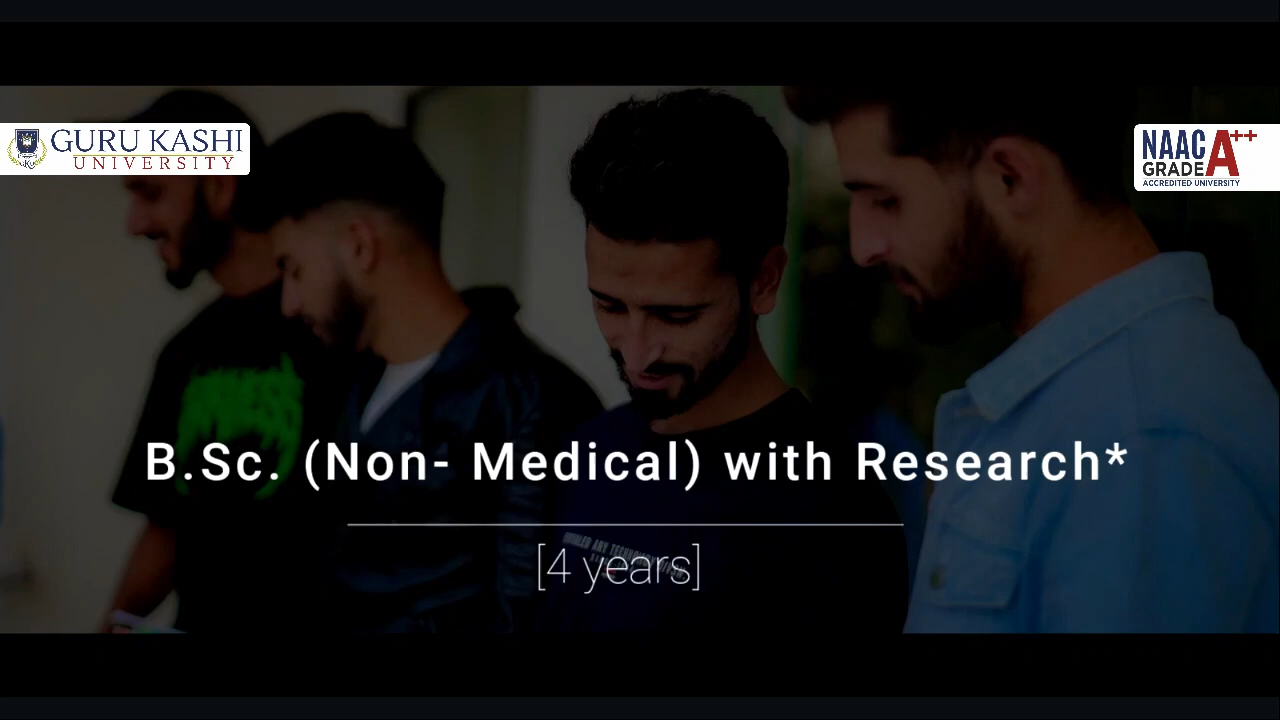 GURU KASHI
UNIVERSITY
NAAC
GRADE A++
ACCREDITED UNIVERSITY
B.Sc. (Non- Medical) with Research*
[4 years]